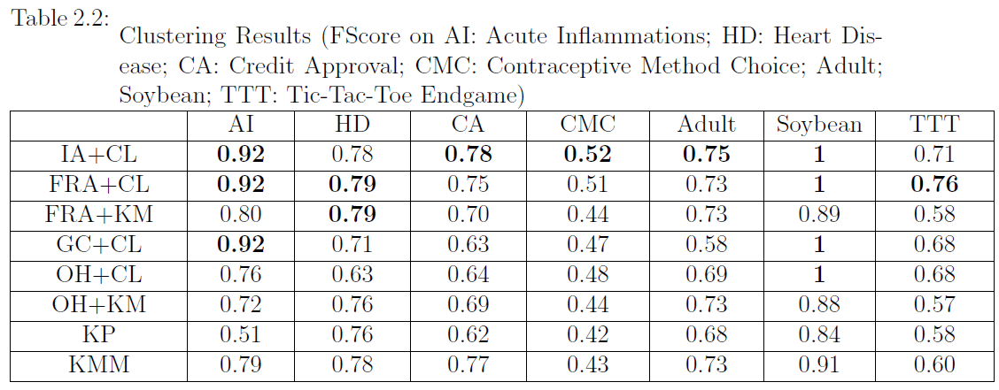 Table 2.2:
Clustering Results (FScore on AI: Acute Inflammations; HD: Heart Dis-
ease; CA: Credit Approval; CMC: Contraceptive Method Choice; Adult;
Soybean; TTT: Tic-Tac-Toe Endgame)
AI HD CA CMC Adult Soybean TTT
IA+CL 0.92 0.78 0.78 0.52 0.75 1 0.71
FRA+CL 0.92 0.79 0.75 0.51 0.73 1 0.76
FRA+KM 0.80 0.79 0.70 0.44 0.73 0.89 0.58
GC+CL 0.92 0.71 0.63 0.47 0.58 1 0.68
OH+CL 0.76 0.63 0.64 0.48 0.69 1 0.68
OH+KM 0.72 0.76 0.69 0.44 0.73 0.88 0.57
KP 0.51 0.76 0.62 0.42 0.68 0.84 0.58
KMM 0.79 0.78 0.77 0.43 0.73 0.91 0.60